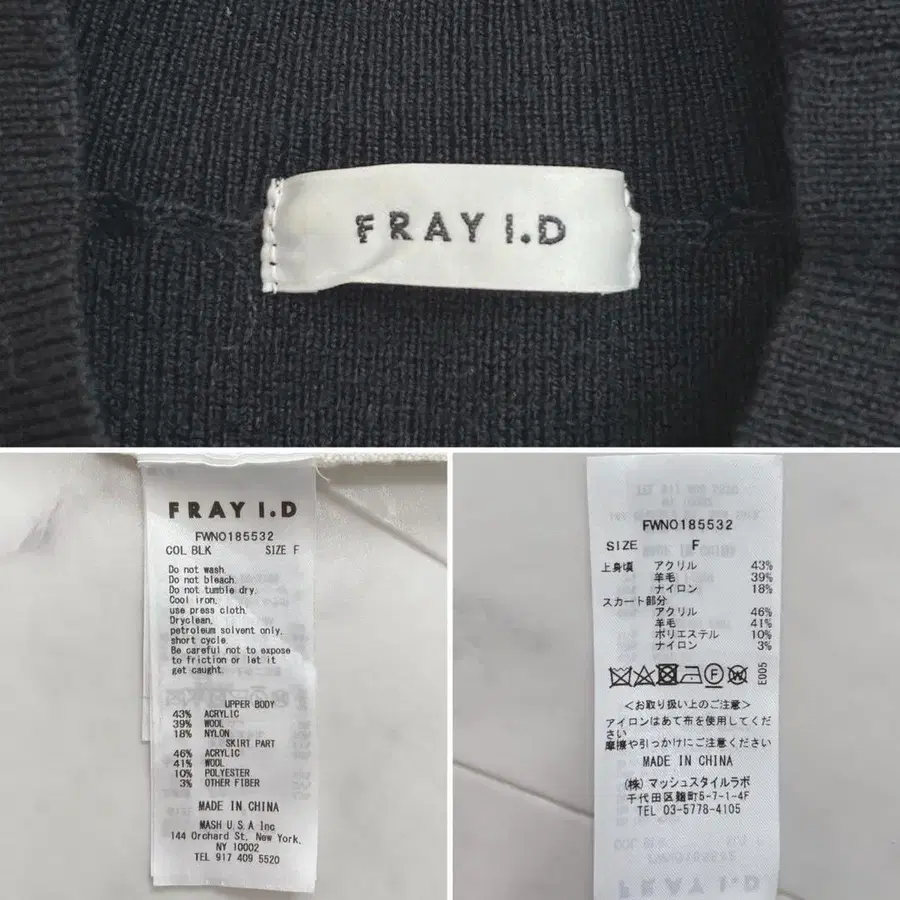 FRAY I.D
FRAY I.D
FWNO185532
COL BLK SIZE F
Do not wash.
Do not bleach.
Do not tumble dry.
Cool iron.
use press cloth.
Dryclean,
petroleum solvent only,
short cycle.
Be careful not to expose
to friction or let it
get caught.
UPPER BODY
43% ACRYLIC
39% WOOL
18% NYLON
SKIRT PART
46% ACRYLIC
41% WOOL
10% POLYESTER
3% OTHER FIBER
MADE IN CHINA
MASH U.S.A Inc
144 Orchard St, New York,
NY 10002
TEL 917 409 5520
FWNO185532
SIZE F
上身頃 アクリル 43%
羊毛 39%
ナイロン 18%
スカート部分
アクリル 46%
羊毛 41%
ポリエステル 10%
ナイロン 3%
E005
<お取り扱い上のご注意>
アイロンはあて布を使用してくだ
さい
摩擦や引っかけにご注意ください
MADE IN CHINA
(株)マッシュスタイルラボ
千代田区麹町5-7-1-4F
TEL 03-5778-4105